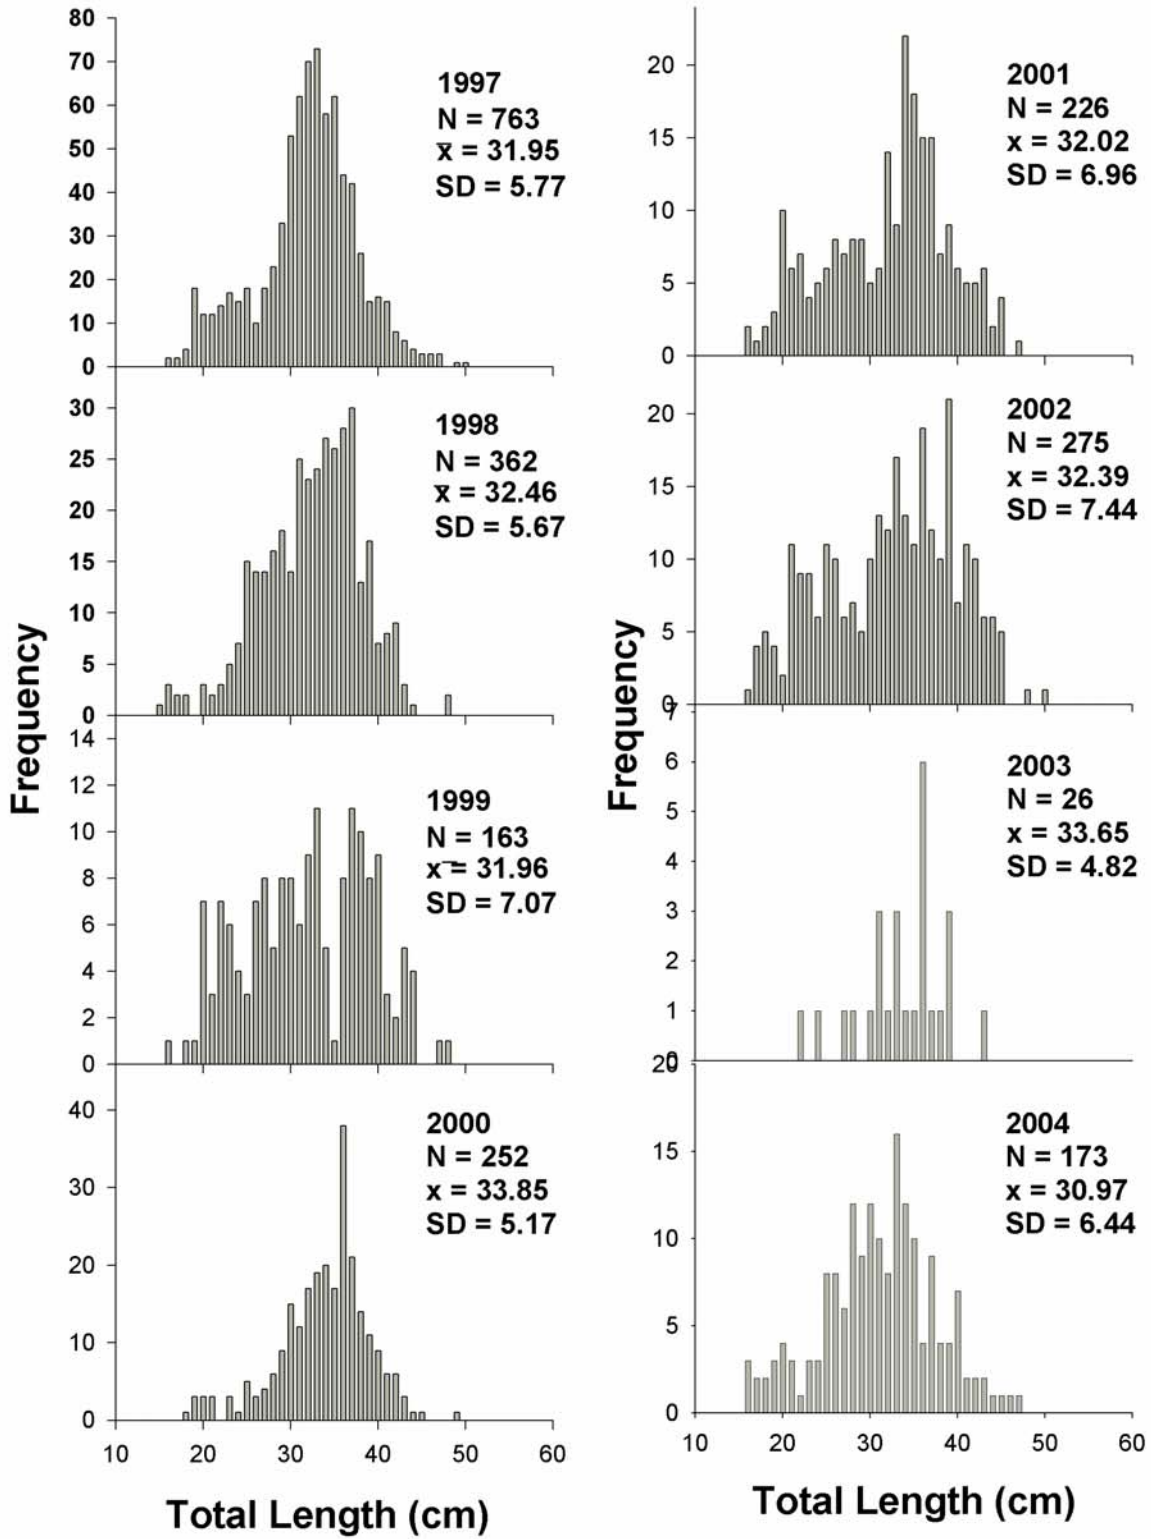 80
70
60
50
40
30
20
10
0
1997
N = 763
x̄ = 31.95
SD = 5.77
30
25
20
15
10
5
0
1998
N = 362
x̄ = 32.46
SD = 5.67
14
12
10
8
6
4
2
0
1999
N = 163
x̄ = 31.96
SD = 7.07
40
30
20
10
0
2000
N = 252
x = 33.85
SD = 5.17
10 20 30 40 50 60
Frequency
Total Length (cm)
20
15
10
5
0
2001
N = 226
x = 32.02
SD = 6.96
20
15
10
5
0
2002
N = 275
x = 32.39
SD = 7.44
7
6
5
4
3
2
1
0
2003
N = 26
x = 33.65
SD = 4.82
20
15
10
5
0
2004
N = 173
x = 30.97
SD = 6.44
10 20 30 40 50 60
Frequency
Total Length (cm)